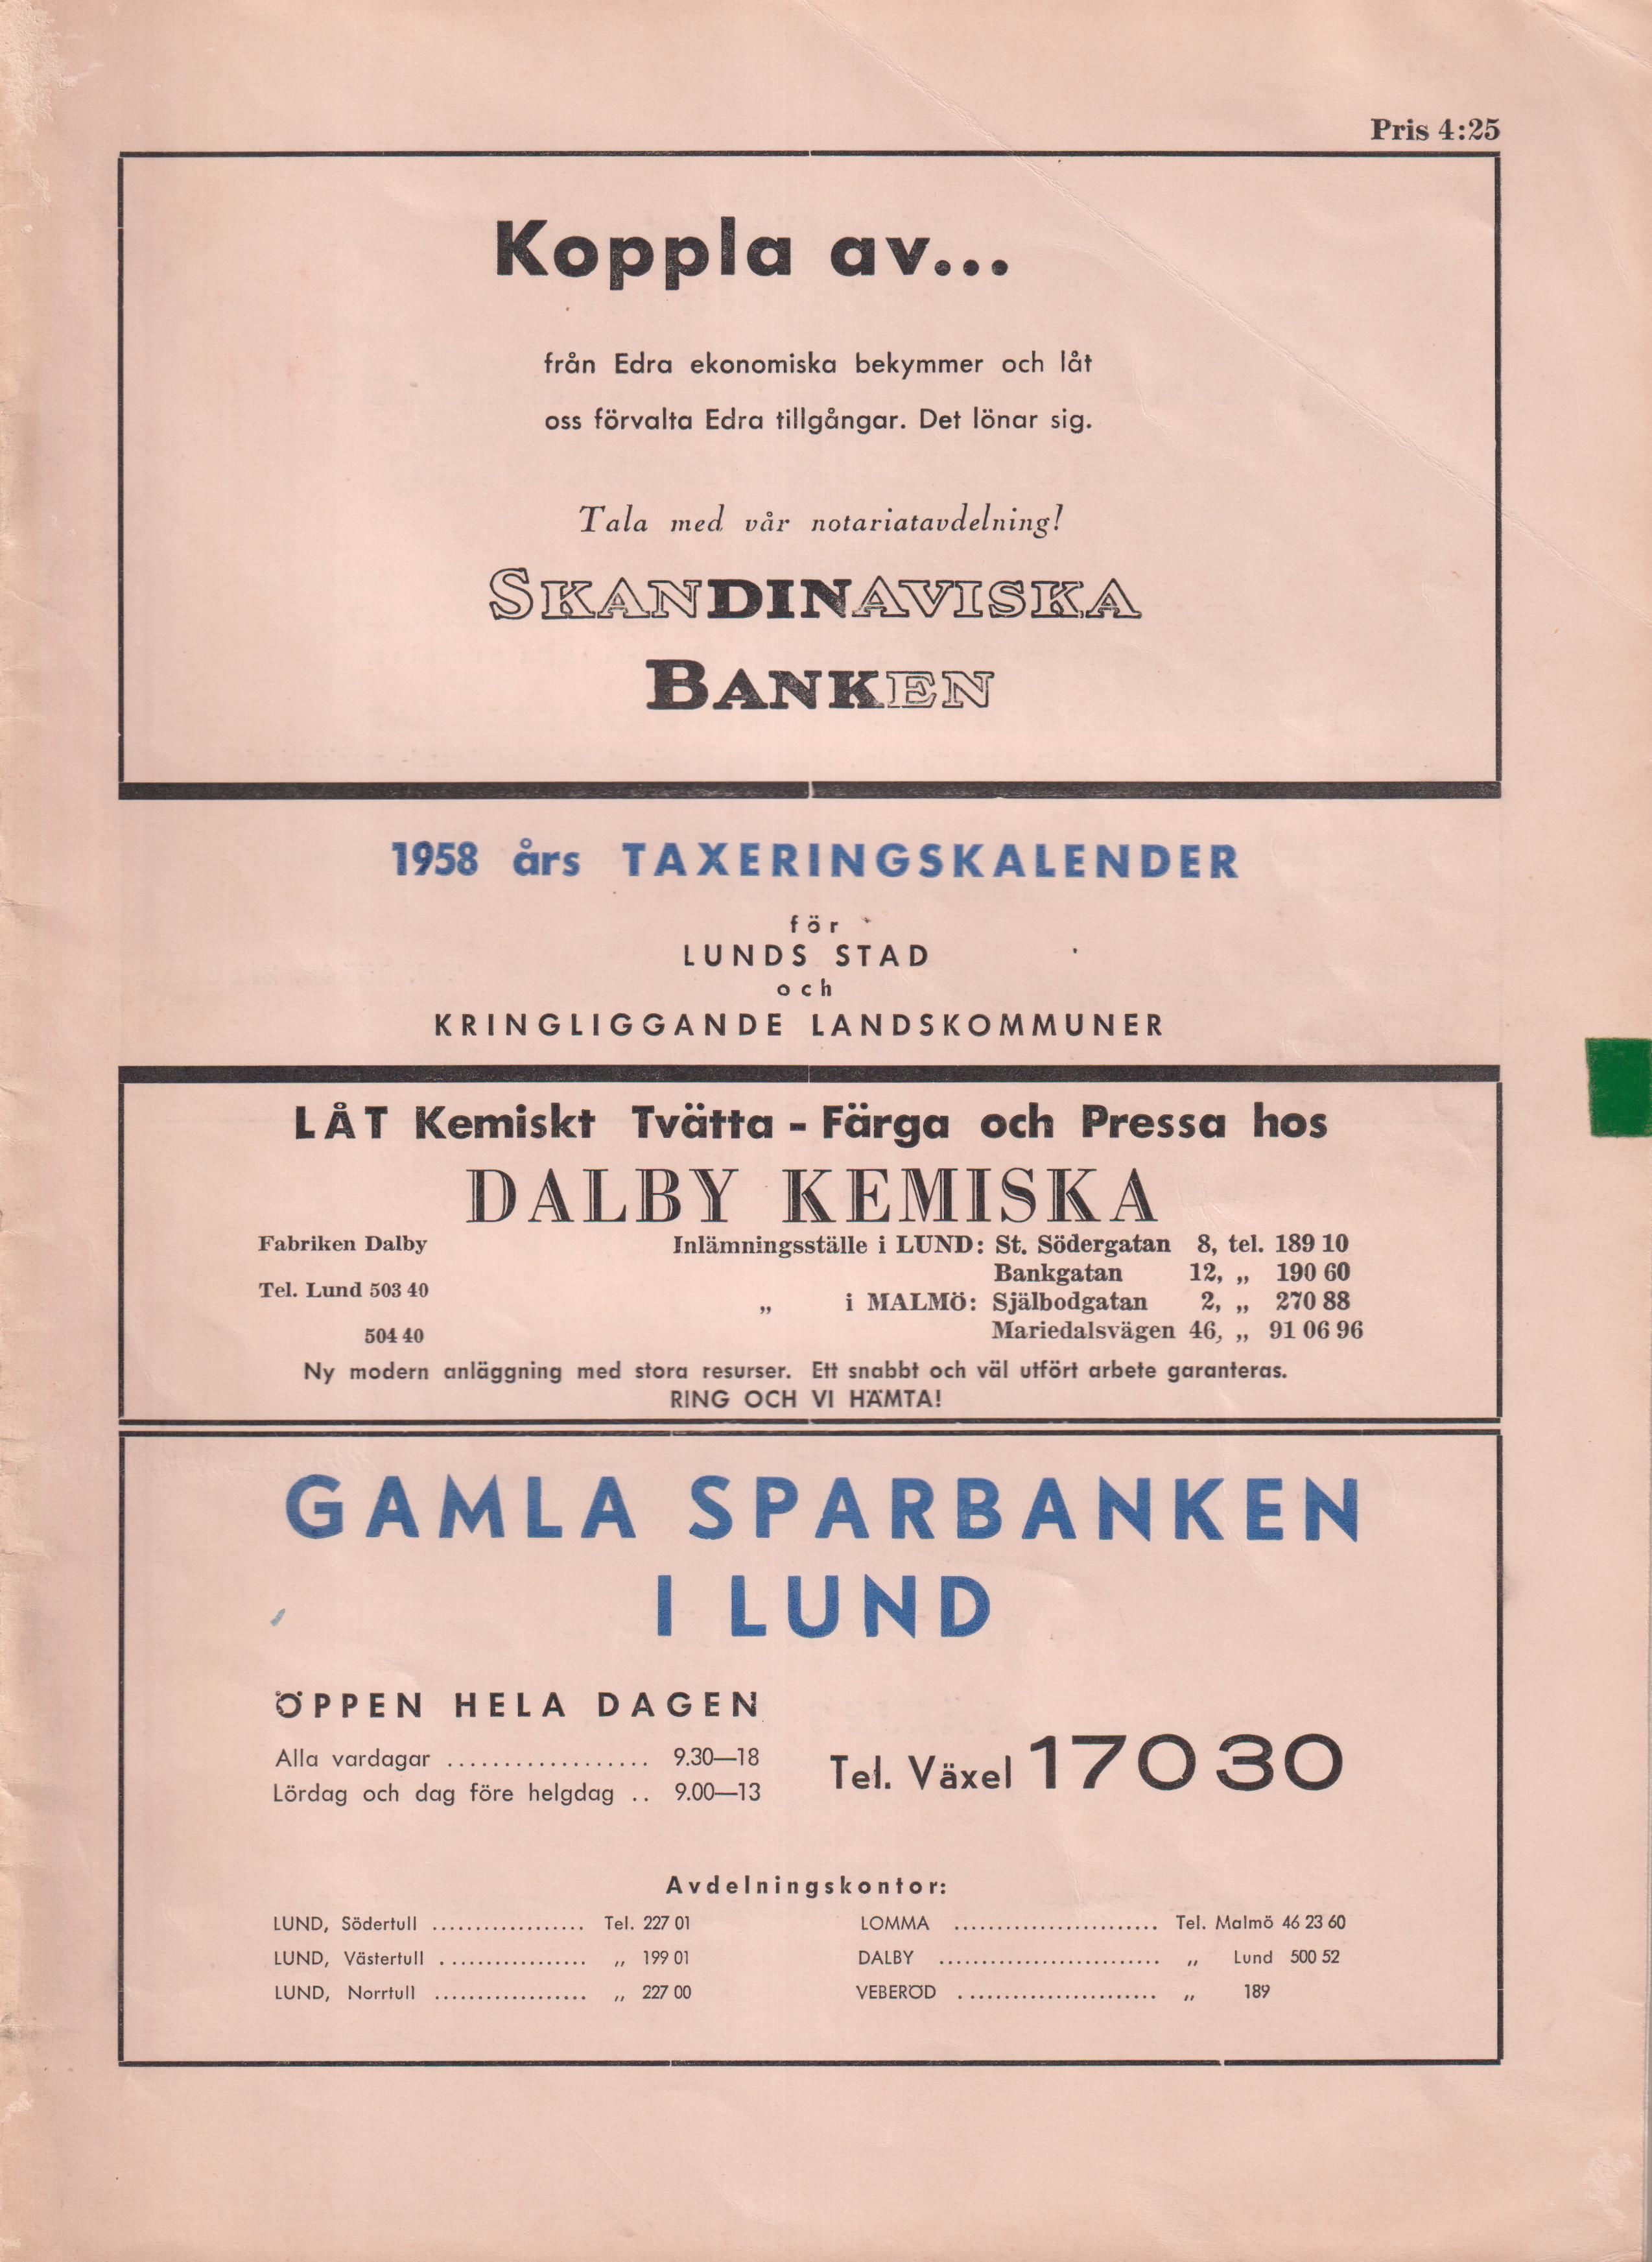 Pris 4:25
Koppla av...
från Edra ekonomiska bekymmer och låt
oss förvalta Edra tillgångar. Det lönar sig.
Tala med vår notariatavdelning!
SKANDINAVISKA
BANKEN
1958 års TAXERINGSKALENDER
för
LUNDS STAD
och
KRINGLIGGANDE LANDSKOMMUNER
LÅT Kemiskt Tvätta - Färga och Pressa hos
DALBY KEMISKA
Fabriken Dalby Inlämningsställe i LUND: St. Södergatan 8, tel. 189 10
Bankgatan 12, „ 190 60
Tel. Lund 503 40
„ i MALMÖ: Själbodgatan 2, „ 270 88
504 40 Mariedalsvägen 46, „ 91 06 96
Ny modern anläggning med stora resurser. Ett snabbt och väl utfört arbete garanteras.
RING OCH VI HÄMTA!
GAMLA SPARBANKEN
I LUND
ÖPPEN HELA DAGEN
Alla vardagar .................. 9.30—18
Lördag och dag före helgdag .. 9.00—13
Tel. Växel 170 30
Avdelningskontor:
LUND, Södertull .................. Tel. 227 01 LOMMA ........................ Tel. Malmö 46 23 60
LUND, Västertull .................. „ 199 01 DALBY .......................... „ Lund 500 52
LUND, Norrtull .................. „ 227 00 VEBERÖD ........................ „ 189